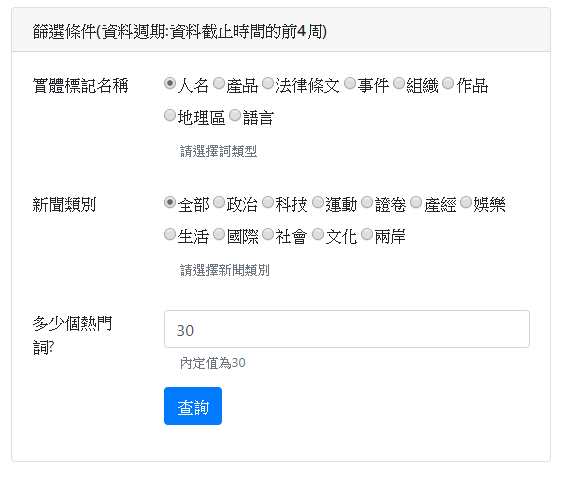 篩選條件(資料週期:資料截止時間的前4周)
實體標記名稱 人名 產品 法律條文 事件 組織 作品
地理區 語言
請選擇詞類型
新聞類別 全部 政治 科技 運動 證卷 產經 娛樂
生活 國際 社會 文化 兩岸
請選擇新聞類別
多少個熱門
詞?
30
內定值為30
查詢